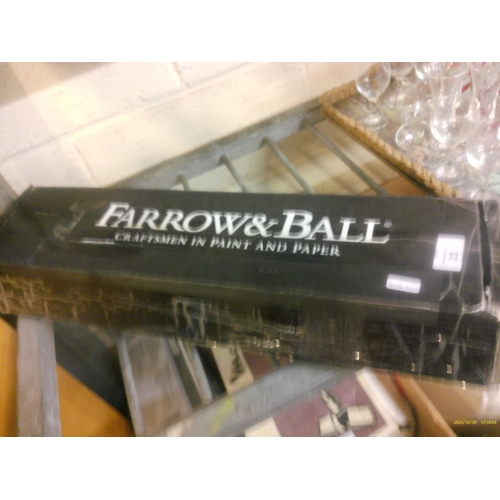 FARROW & BALL®
CRAFTSMEN IN PAINT AND PAPER